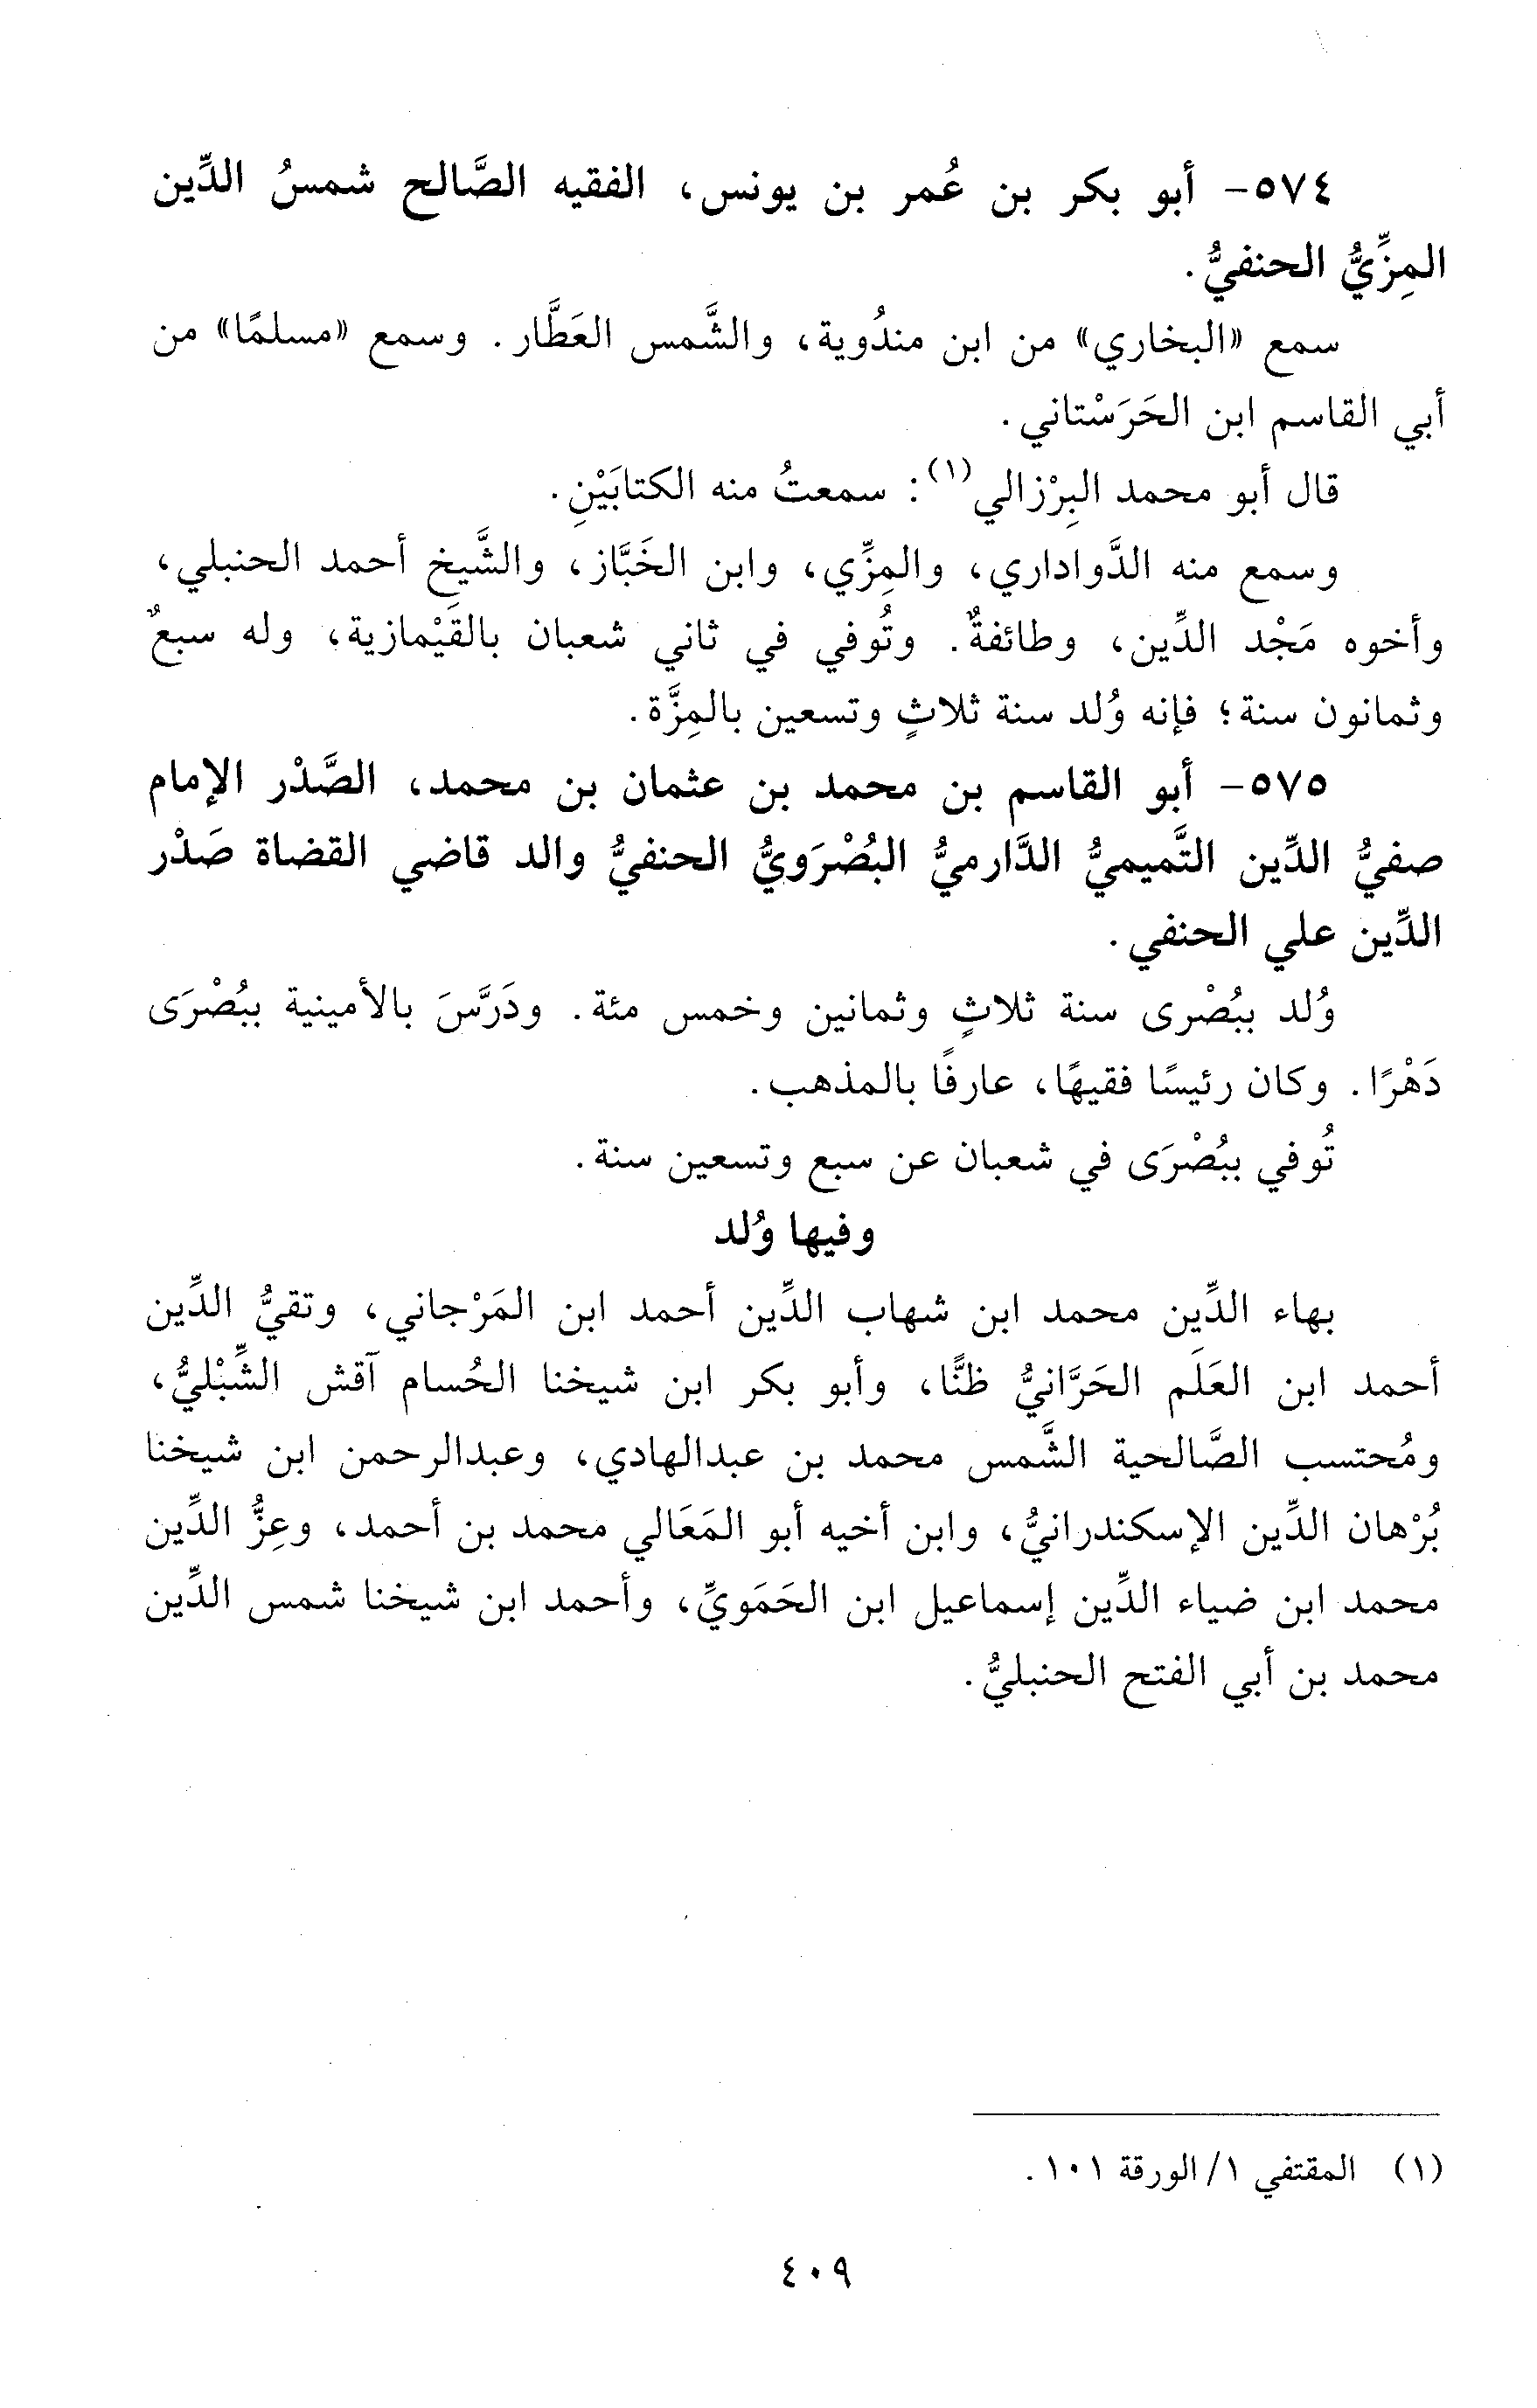 ٥٧٤- أبو بكر بن عُمر بن يونس، الفقيه الصَّالح شمسُ الدِّين
المِزِّيُّ الحنفيُّ.
سمع «البخاري» من ابن مندُوية، والشَّمس العَطَّار. وسمع «مسلمًا» من
أبي القاسم ابن الحَرَسْتاني.
قال أبو محمد البِرْزالي(١): سمعتُ منه الكتابَيْنِ.
وسمع منه الدَّواداري، والمِزِّي، وابن الخَبَّاز، والشَّيخ أحمد الحنبلي،
وأخوه مَجْد الدِّين، وطائفةٌ. وتُوفي في ثاني شعبان بالقَيْمازية، وله سبعٌ
وثمانون سنة؛ فإنه وُلد سنة ثلاثٍ وتسعين بالمِزَّة.
٥٧٥- أبو القاسم بن محمد بن عثمان بن محمد، الصَّدْر الإمام
صفيُّ الدِّين التَّميميُّ الدَّارميُّ البُصْرَويُّ الحنفيُّ والد قاضي القضاة صَدْر
الدِّين علي الحنفي.
وُلد ببُصْرى سنة ثلاثٍ وثمانين وخمس مئة. ودَرَّسَ بالأمينية ببُصْرَى
دَهْرًا. وكان رئيسًا فقيهًا، عارفًا بالمذهب.
تُوفي ببُصْرَى في شعبان عن سبع وتسعين سنة.
وفيها وُلد
بهاء الدِّين محمد ابن شهاب الدِّين أحمد ابن المَرْجاني، وتقيُّ الدِّين
أحمد ابن العَلَم الحَرَّانيُّ ظنًّا، وأبو بكر ابن شيخنا الحُسام آقش الشِّبْليُّ،
ومُحتسب الصَّالحية الشَّمس محمد بن عبدالهادي، وعبدالرحمن ابن شيخنا
بُرْهان الدِّين الإسكندرانيُّ، وابن أخيه أبو المَعَالي محمد بن أحمد، وعِزُّ الدِّين
محمد ابن ضياء الدِّين إسماعيل ابن الحَمَويِّ، وأحمد ابن شيخنا شمس الدِّين
محمد بن أبي الفتح الحنبليُّ.
(١) المقتفي ١/ الورقة ١٠١.
٤٠٩